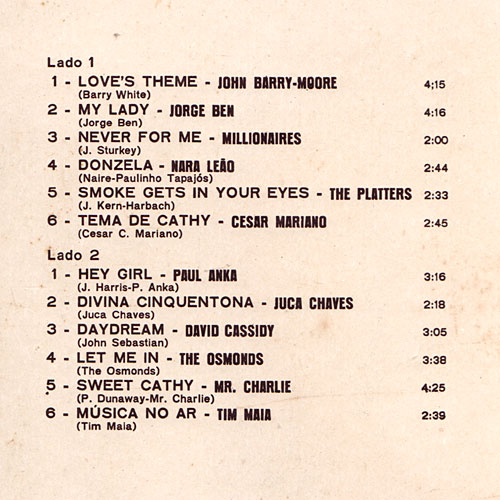 Lado 1
1 - LOVE'S THEME - JOHN BARRY-MOORE 4;15
(Barry White)
2 - MY LADY - JORGE BEN 4:16
(Jorge Ben)
3 - NEVER FOR ME - MILLIONAIRES 2:00
(J. Sturkey)
4 - DONZELA - NARA LEÃO 2:44
(Naire-Paulinho Tapajós)
5 - SMOKE GETS IN YOUR EYES - THE PLATTERS 2:33
(J. Kern-Harbach)
6 - TEMA DE CATHY - CESAR MARIANO 2:45
(Cesar C. Mariano)
Lado 2
1 - HEY GIRL - PAUL ANKA 3:16
(J. Harris-P. Anka)
2 - DIVINA CINQUENTONA - JUCA CHAVES 2:18
(Juca Chaves)
3 - DAYDREAM - DAVID CASSIDY 3:05
(John Sebastian)
4 - LET ME IN - THE OSMONDS 3:38
(The Osmonds)
5 - SWEET CATHY - MR. CHARLIE 4:25
(P. Dunaway-Mr. Charlie)
6 - MÚSICA NO AR - TIM MAIA 2:39
(Tim Maia)